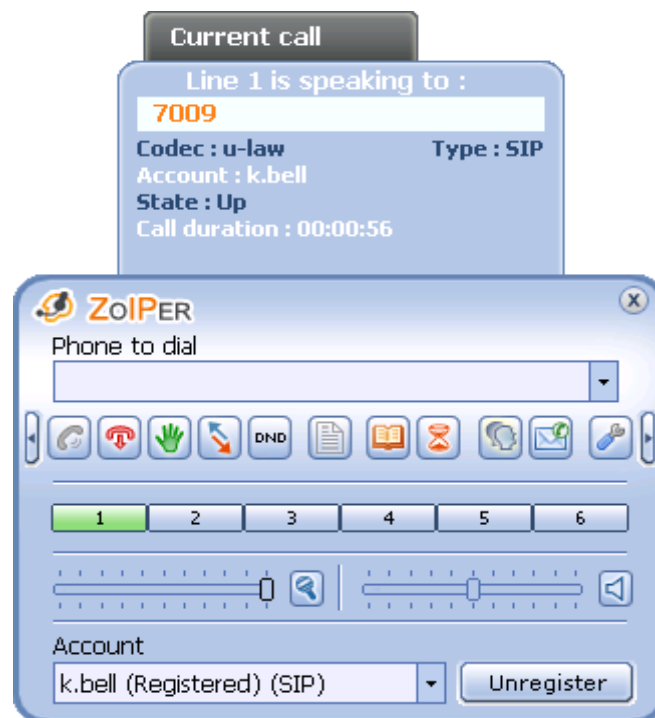 Current call
Line 1 is speaking to :
7009
Codec : u-law Type : SIP
Account : k.bell
State : Up
Call duration : 00:00:56
ZoIPer
Phone to dial
DND
1 2 3 4 5 6
Account
k.bell (Registered) (SIP) Unregister